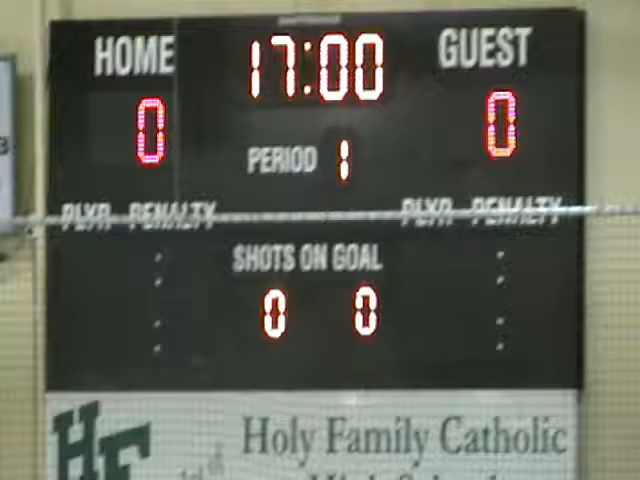 HOME 17:00 GUEST
0 0
PERIOD 1
PLYR PENALTY PLYR PENALTY
SHOTS ON GOAL
0 0
HF Holy Family Catholic